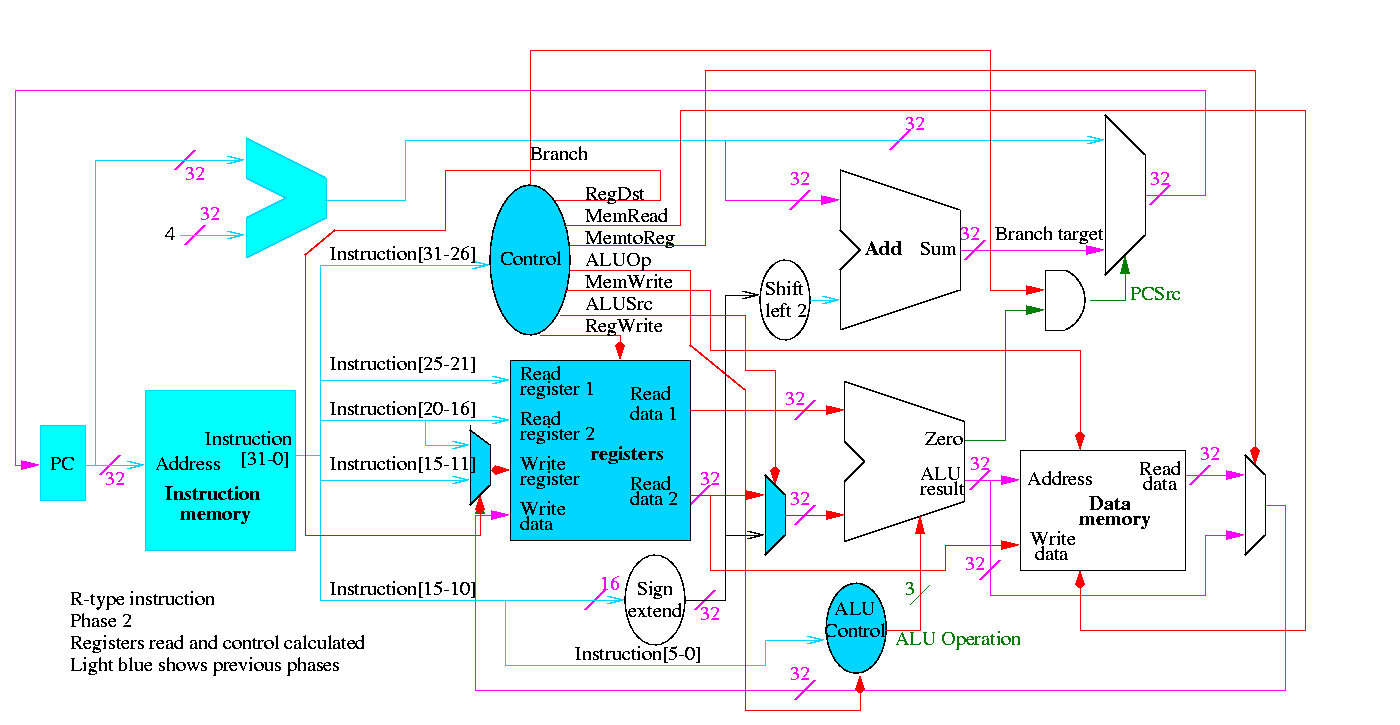 32
Branch
32
32
32
32
4
RegDst
MemRead
MemtoReg
ALUOp
MemWrite
ALUSrc
RegWrite
Control
Instruction[31-26]
Add
Sum
32
Branch target
Shift
left 2
PCSrc
Instruction[25-21]
Instruction[20-16]
Instruction[15-11]
Read
register 1
Read
register 2
Write
register
Write
data
registers
Read
data 1
Read
data 2
32
32
32
Zero
ALU
result
32
32
Address
Read
data
Data
memory
Write
data
32
PC
32
Instruction
[31-0]
Address
Instruction
memory
Instruction[15-10]
16
Sign
extend
32
ALU
Control
3
ALU Operation
Instruction[5-0]
32
R-type instruction
Phase 2
Registers read and control calculated
Light blue shows previous phases